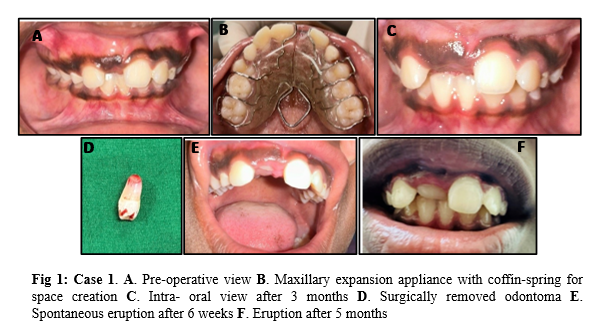 A
B
C
D
E
F
Fig 1: Case 1. A. Pre-operative view B. Maxillary expansion appliance with coffin-spring for
space creation C. Intra- oral view after 3 months D. Surgically removed odontoma E.
Spontaneous eruption after 6 weeks F. Eruption after 5 months